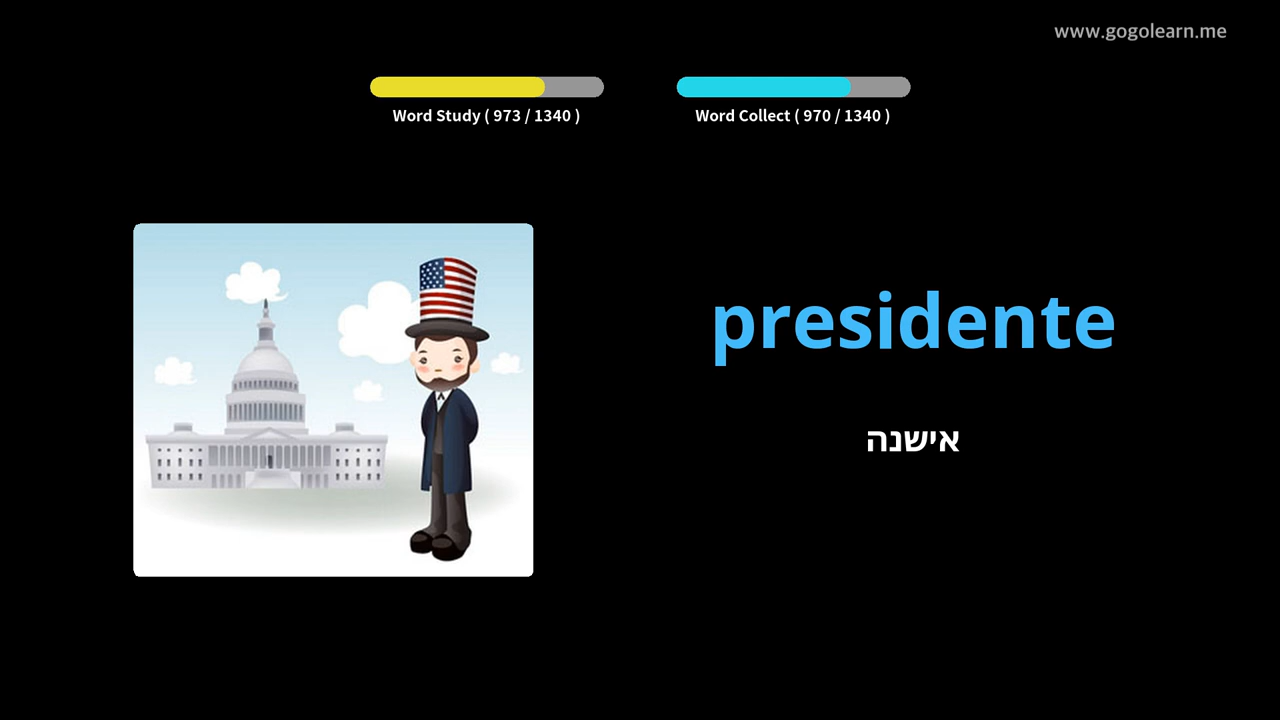 www.gogolearn.me
Word Study ( 973 / 1340 )
Word Collect ( 970 / 1340 )
presidente
אישנה